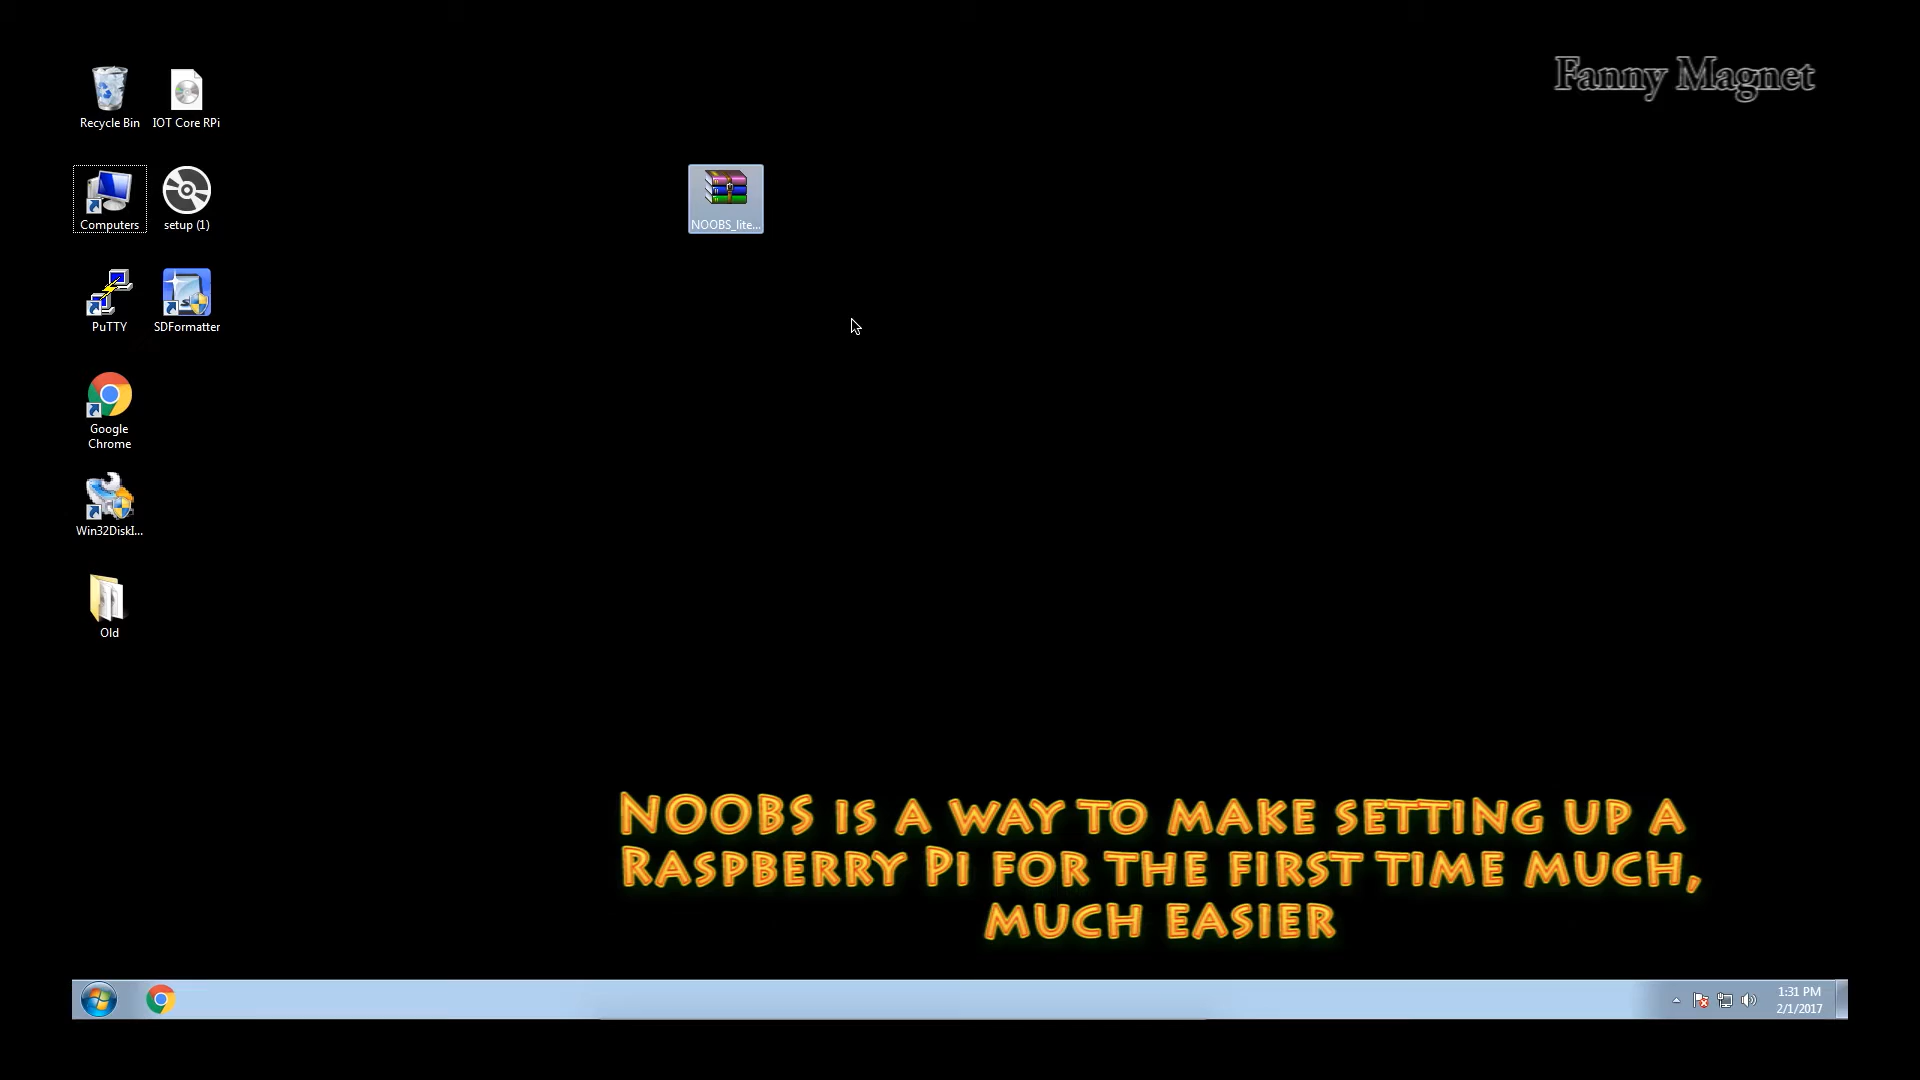 Fanny Magnet
Recycle Bin
IOT Core RPi
Computers
setup (1)
NOOBS_lite...
PuTTY
SDFormatter
Google
Chrome
Win32DiskI...
Old
NOOBS is a way to make setting up a
Raspberry Pi for the first time much,
much easier
1:31 PM
2/1/2017